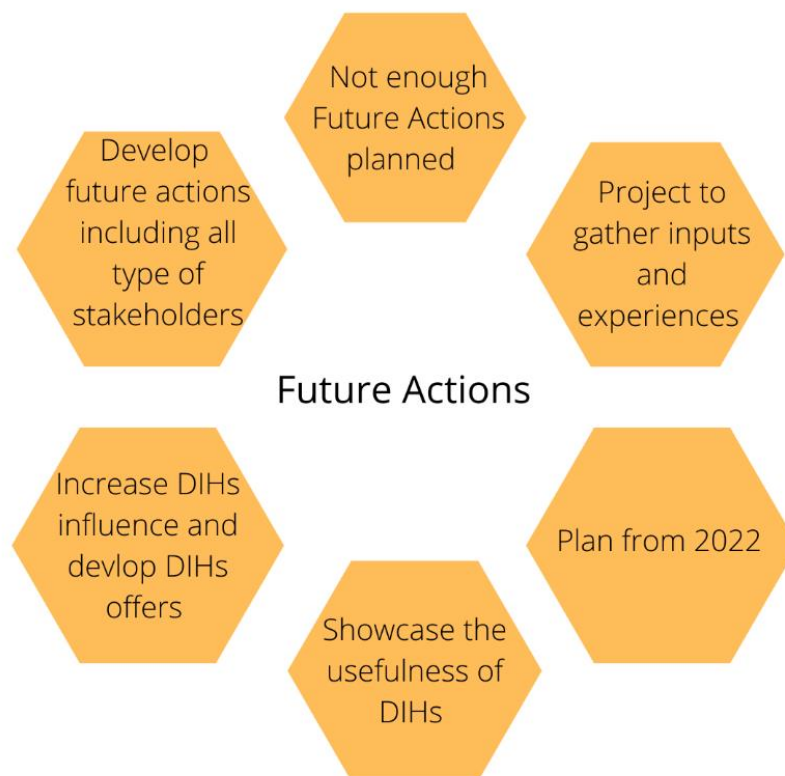 Not enough
Future Actions
planned
Develop
future actions
including all
type of
stakeholders
Project to
gather inputs
and
experiences
Future Actions
Increase DIHs
influence and
devlop DIHs
offers
Plan from 2022
Showcase the
usefulness of
DIHs